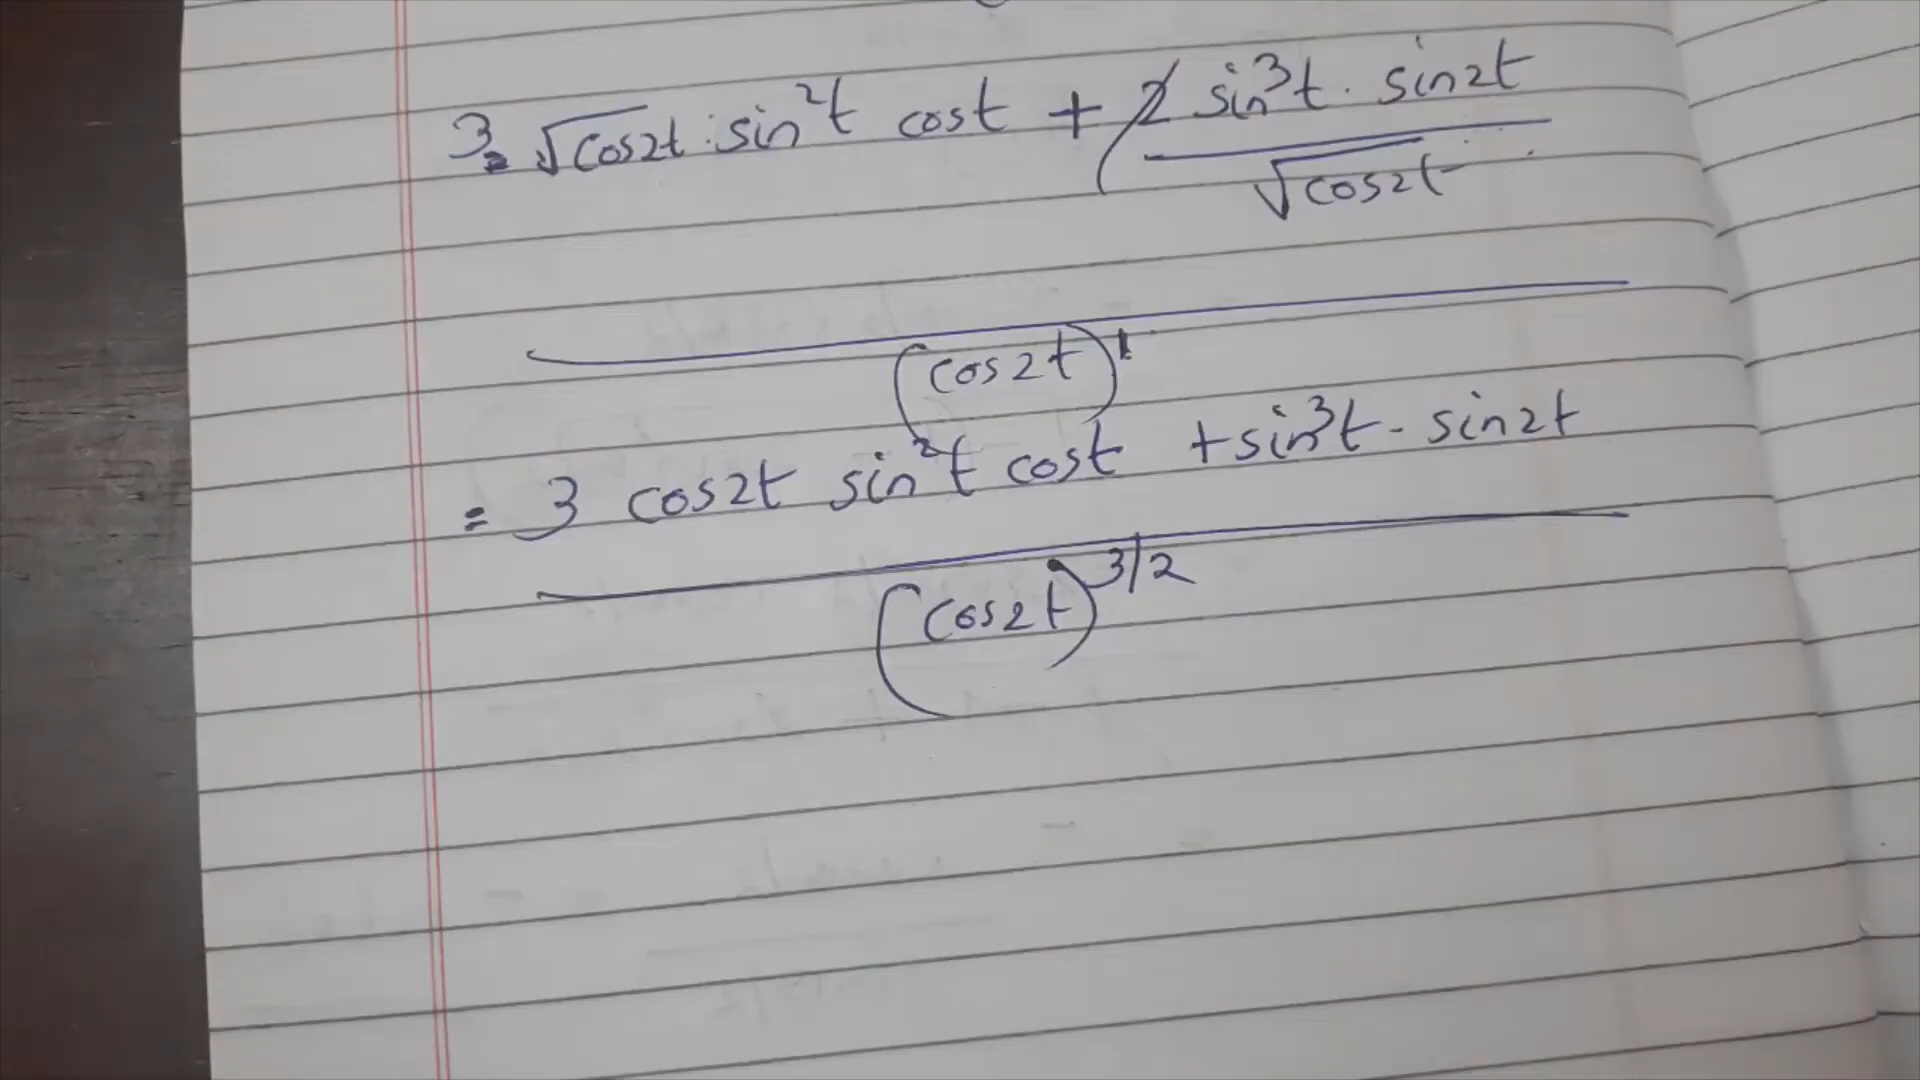 3. √cos2t · sin²t cost + 2 sin³t · sin2t
√cos2t
(cos2t)¹
= 3 cos2t sin²t cost + sin³t · sin2t
(cos2t)^3/2